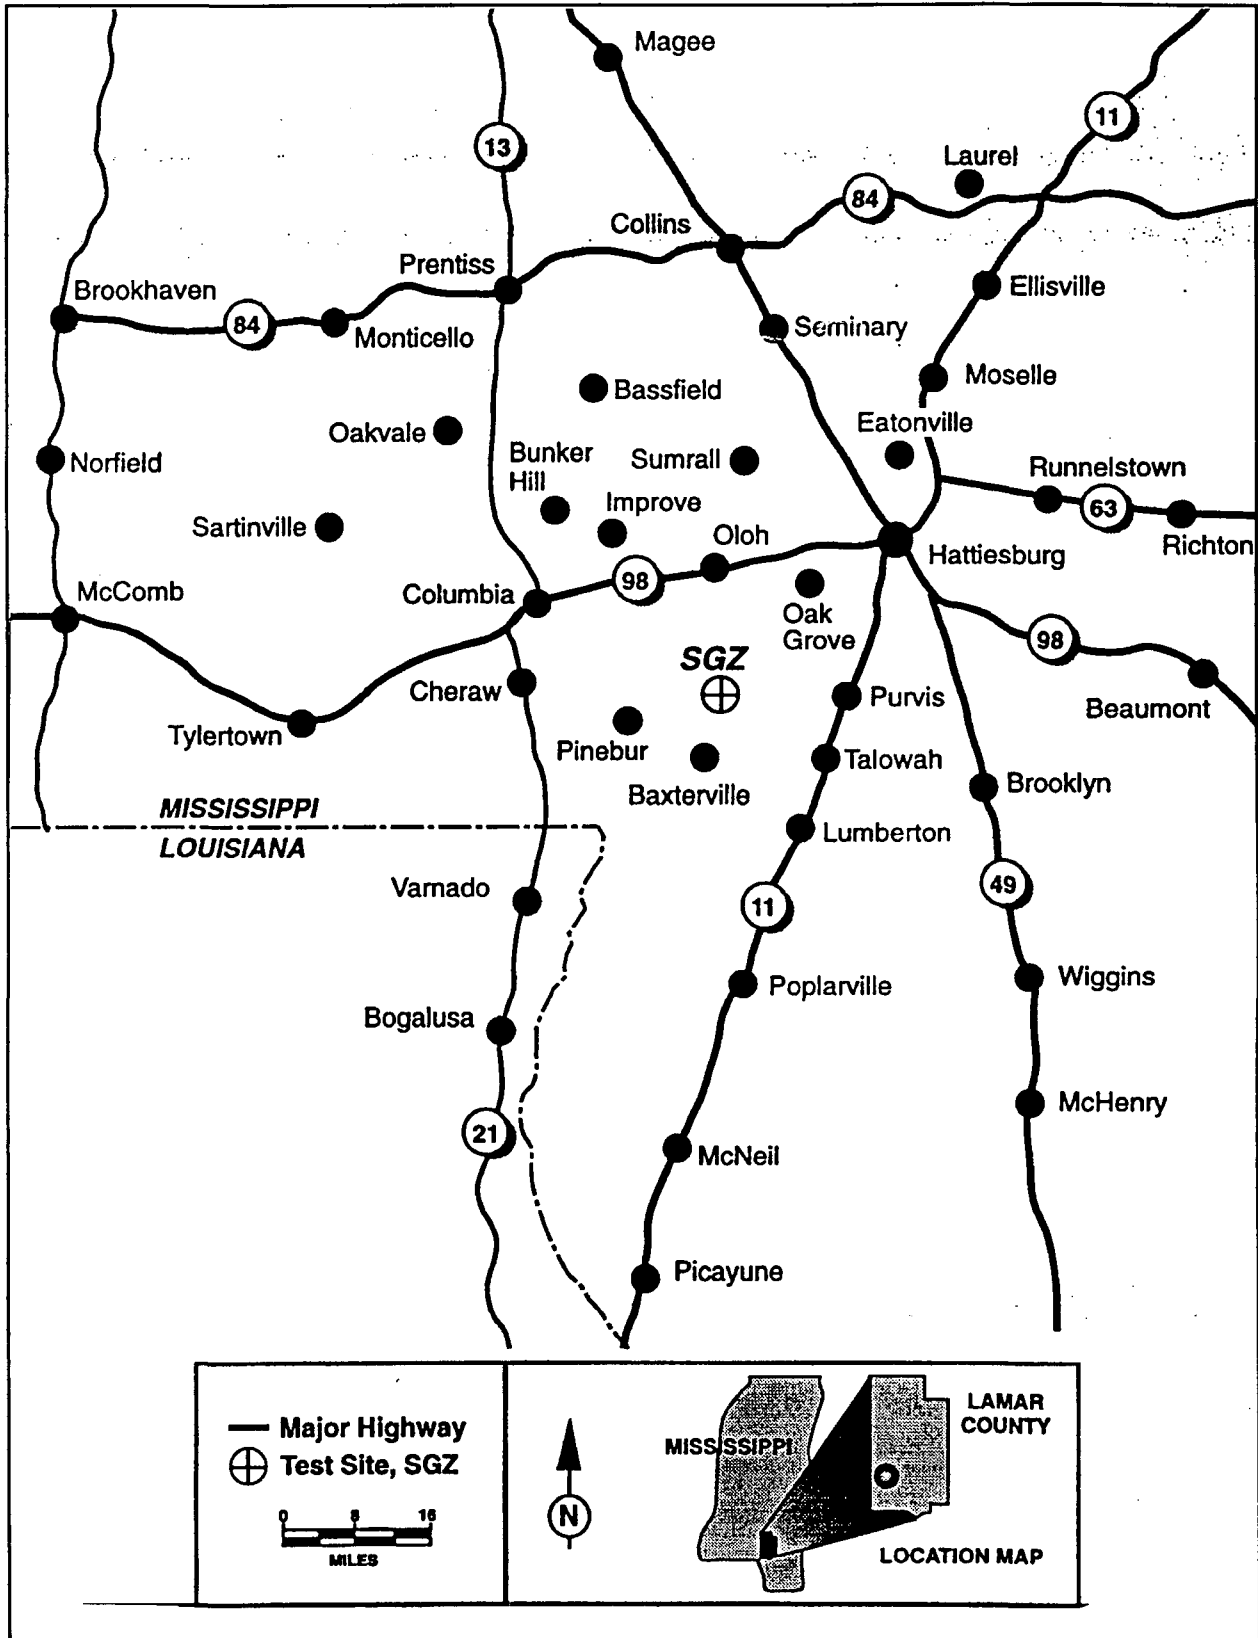 Magee
11
13
Laurel
84
Collins
Prentiss
Brookhaven
Ellisville
84
Monticello
Seminary
Moselle
Bassfield
Eatonville
Oakvale
Bunker
Hill
Sumrall
Norfield
Runnelstown
Improve
63
Sartinville
Oloh
Richton
Hattiesburg
98
McComb
Columbia
Oak
Grove
98
SGZ
Cheraw
Purvis
Beaumont
Tylertown
Pinebur
Talowah
Brooklyn
Baxterville
MISSISSIPPI
Lumberton
LOUISIANA
Varnado
49
11
Wiggins
Poplarville
Bogalusa
McHenry
21
McNeil
Picayune
Major Highway
Test Site, SGZ
0 8 16
MILES
N
MISSISSIPPI
LAMAR
COUNTY
LOCATION MAP